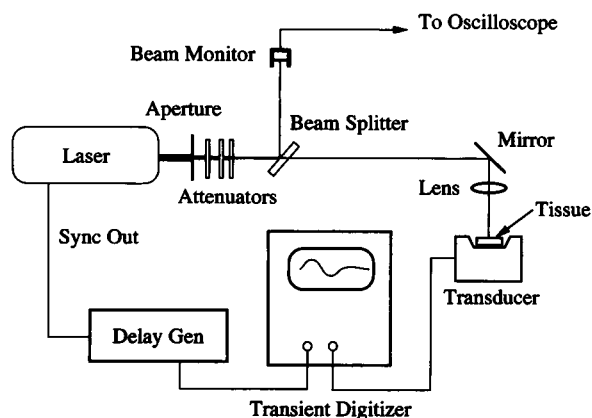 To Oscilloscope
Beam Monitor
Aperture
Beam Splitter
Mirror
Laser
Lens
Attenuators
Tissue
Sync Out
Transducer
Delay Gen
Transient Digitizer